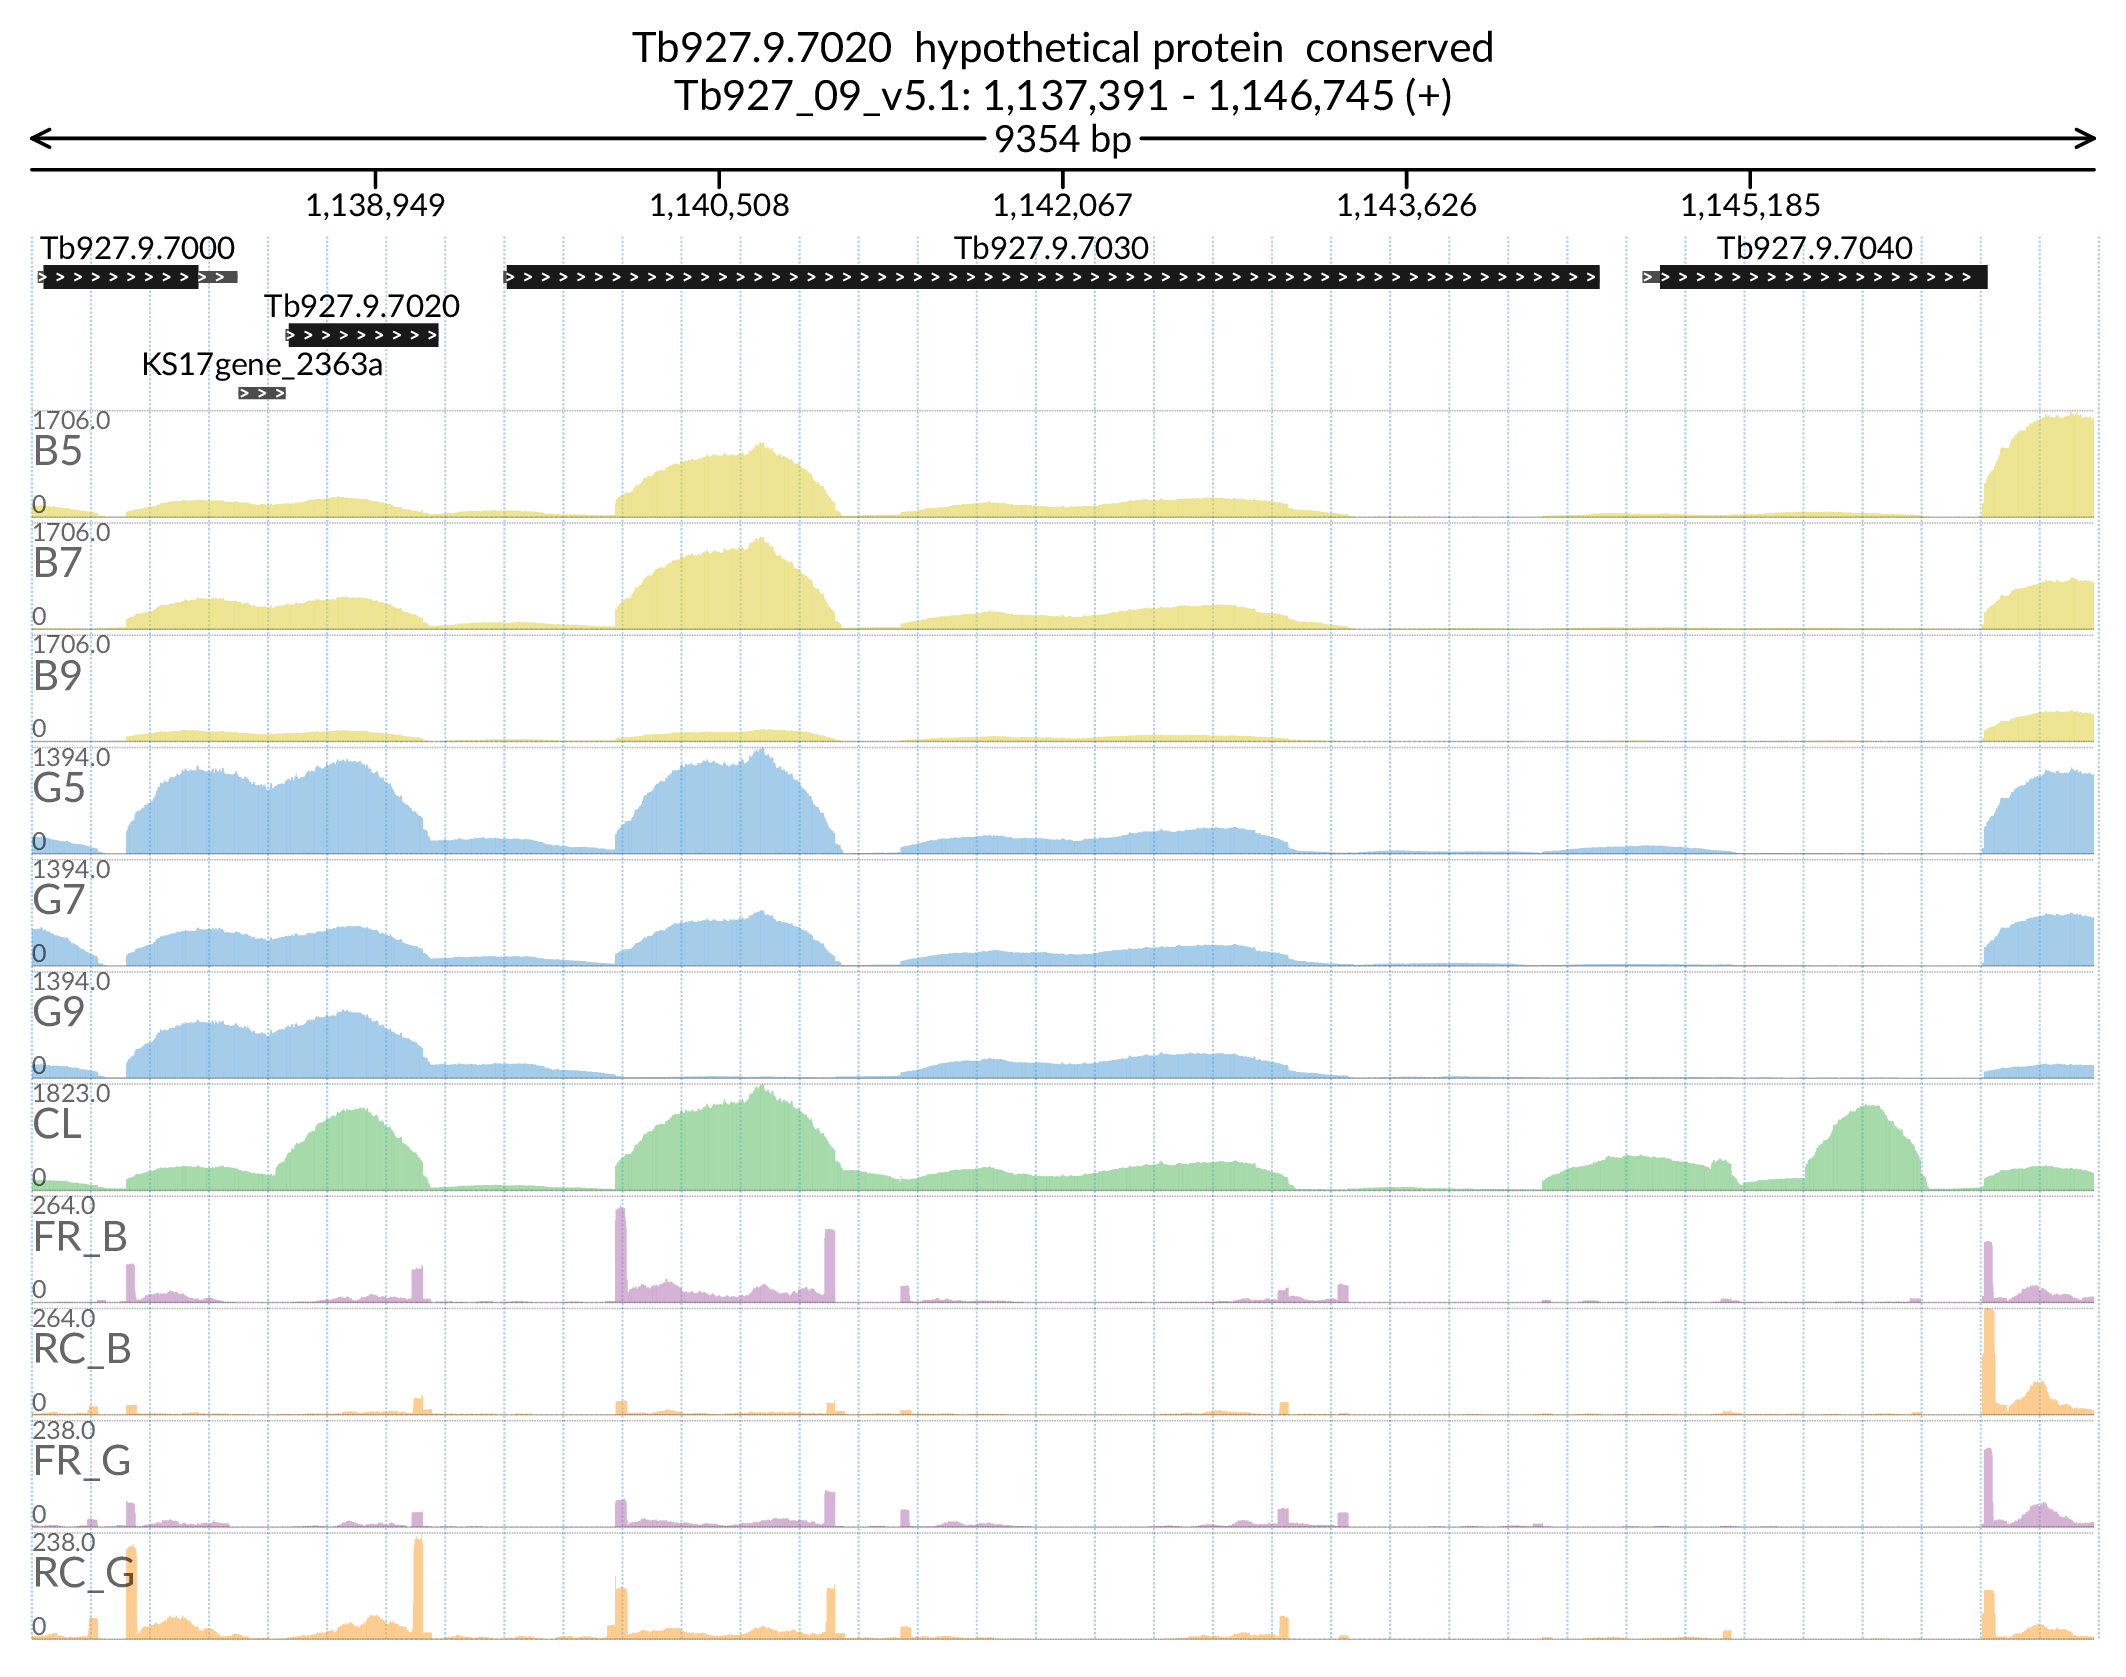 Tb927.9.7020  hypothetical protein  conserved
Tb927_09_v5.1: 1,137,391 - 1,146,745 (+)
9354 bp
1,138,949 1,140,508 1,142,067 1,143,626 1,145,185
Tb927.9.7000 Tb927.9.7030 Tb927.9.7040
Tb927.9.7020
KS17gene_2363a
1706.0
B5
0
1706.0
B7
0
1706.0
B9
0
1394.0
G5
0
1394.0
G7
0
1394.0
G9
0
1823.0
CL
0
264.0
FR_B
0
264.0
RC_B
0
238.0
FR_G
0
238.0
RC_G
0